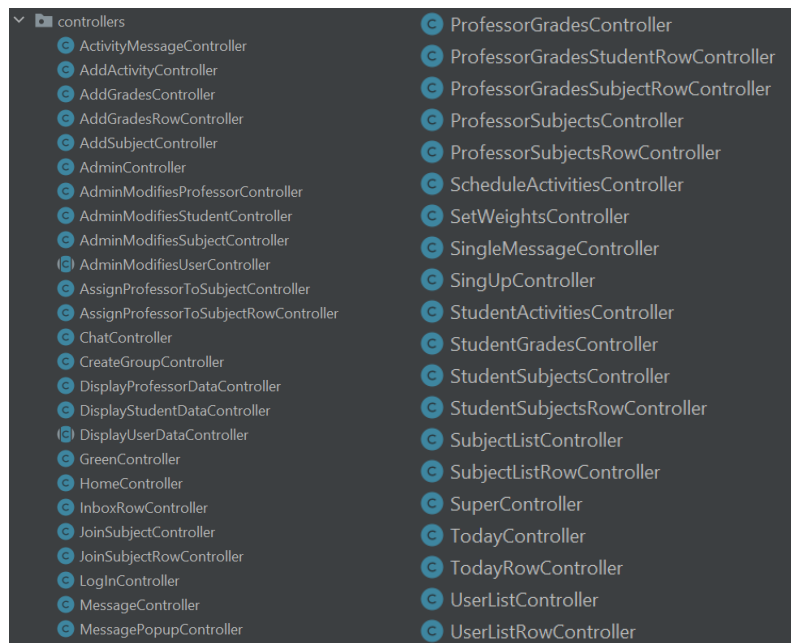 controllers
ActivityMessageController
AddActivityController
AddGradesController
AddGradesRowController
AddSubjectController
AdminController
AdminModifiesProfessorController
AdminModifiesStudentController
AdminModifiesSubjectController
AdminModifiesUserController
AssignProfessorToSubjectController
AssignProfessorToSubjectRowController
ChatController
CreateGroupController
DisplayProfessorDataController
DisplayStudentDataController
DisplayUserDataController
GreenController
HomeController
InboxRowController
JoinSubjectController
JoinSubjectRowController
LogInController
MessageController
MessagePopupController
ProfessorGradesController
ProfessorGradesStudentRowController
ProfessorGradesSubjectRowController
ProfessorSubjectsController
ProfessorSubjectsRowController
ScheduleActivitiesController
SetWeightsController
SingleMessageController
SingUpController
StudentActivitiesController
StudentGradesController
StudentSubjectsController
StudentSubjectsRowController
SubjectListController
SubjectListRowController
SuperController
TodayController
TodayRowController
UserListController
UserListRowController